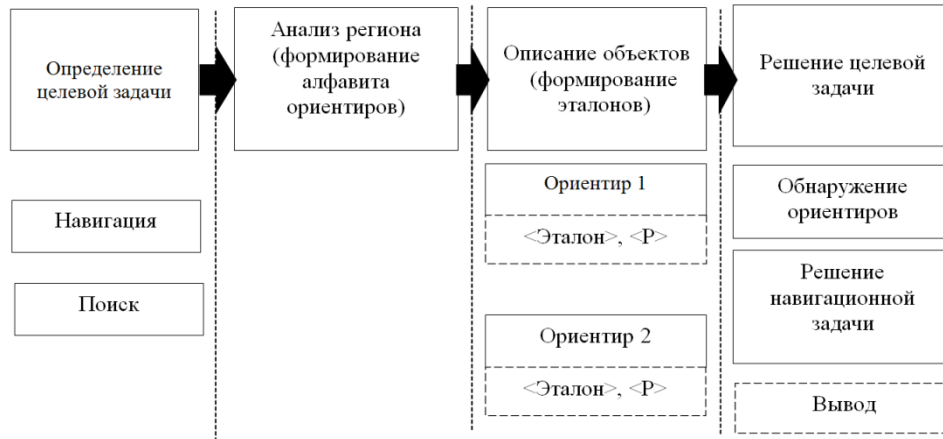 Определение
целевой задачи
Навигация
Поиск
Анализ региона
(формирование
алфавита
ориентиров)
Описание объектов
(формирование
эталонов)
Ориентир 1
<Эталон>, <P>
Ориентир 2
<Эталон>, <P>
Решение целевой
задачи
Обнаружение
ориентиров
Решение
навигационной
задачи
Вывод